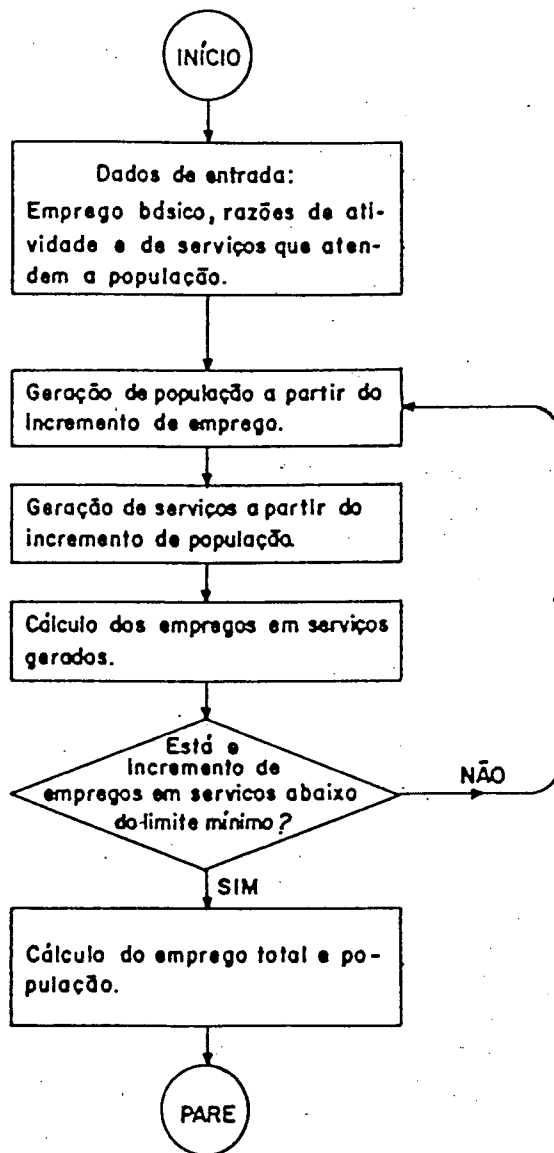 INÍCIO
Dados de entrada:
Emprego bdsico, razões de ati-
vidade e de serviços que aten-
dem a população.
Geração de população a partir do
incremento de emprego.
Geração de serviços a partir do
incremento de população.
Cálculo dos empregos em serviços
gerados.
Está e
incremento de
empregos em servicos abaixo
do limite mínimo?
NÃO
SIM
Cálculo do emprego total e po-
pulação.
PARE